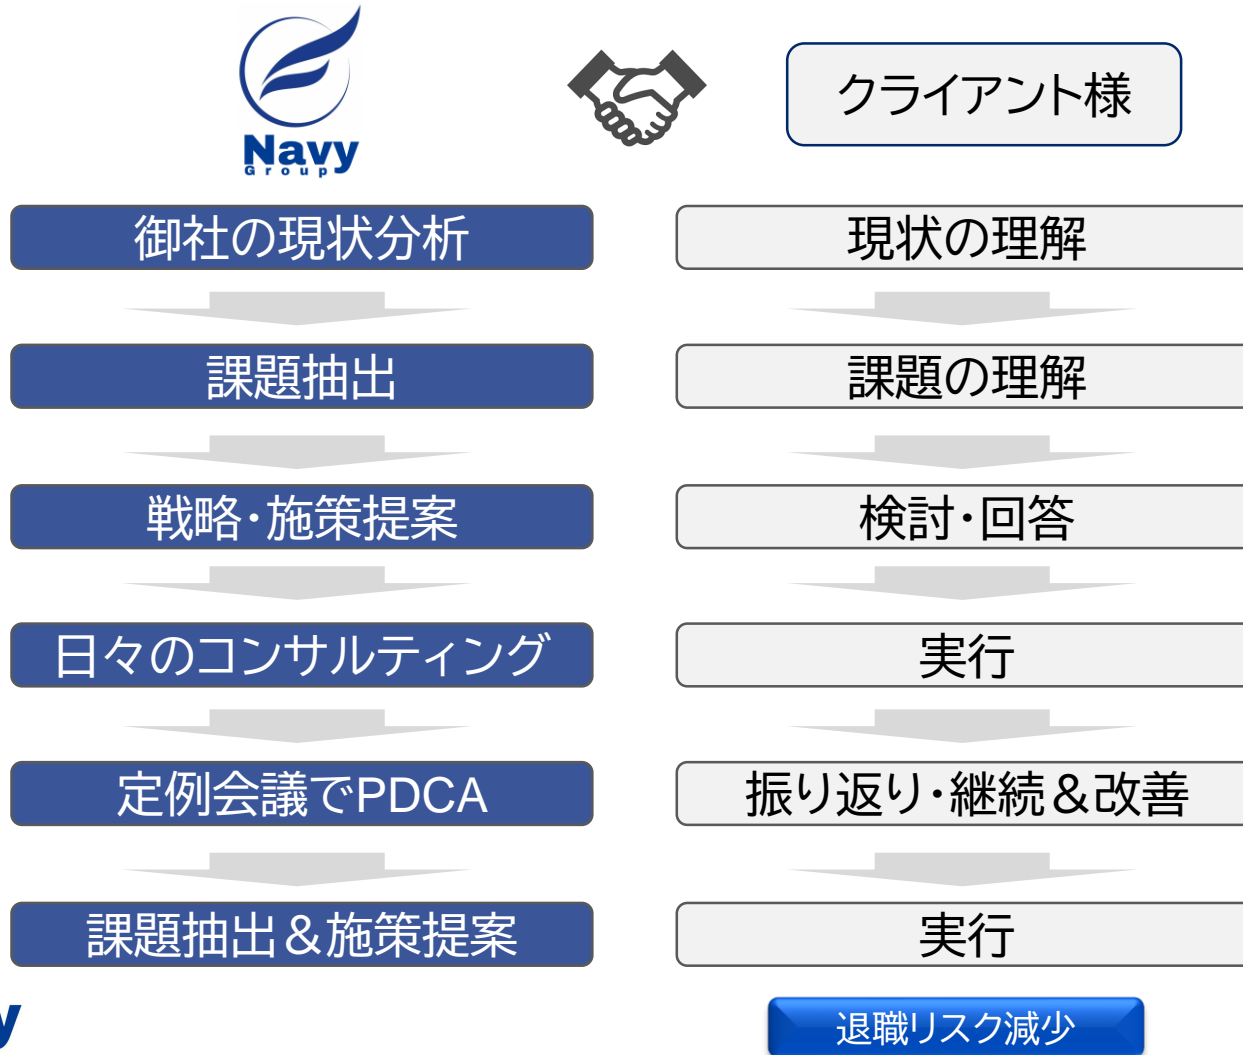 Navy
Group
クライアント様
御社の現状分析
現状の理解
課題抽出
課題の理解
戦略・施策提案
検討・回答
日々のコンサルティング
実行
定例会議でPDCA
振り返り・継続＆改善
課題抽出＆施策提案
実行
y
退職リスク減少